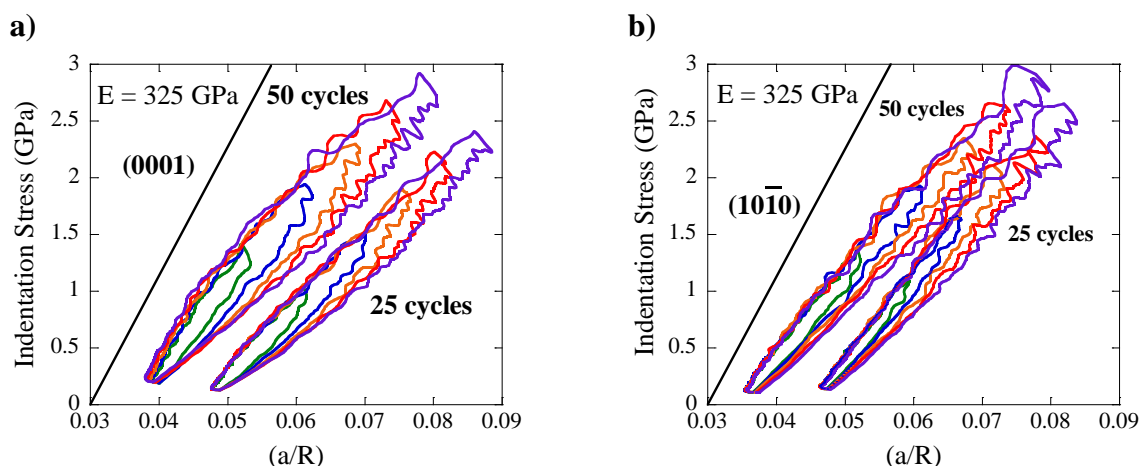 a)
Indentation Stress (GPa)
3
2.5
2
1.5
1
0.5
0
E = 325 GPa
50 cycles
(0001)
25 cycles
0.03 0.04 0.05 0.06 0.07 0.08 0.09
(a/R)
b)
Indentation Stress (GPa)
3
2.5
2
1.5
1
0.5
0
E = 325 GPa
50 cycles
(101̅0)
25 cycles
0.03 0.04 0.05 0.06 0.07 0.08 0.09
(a/R)